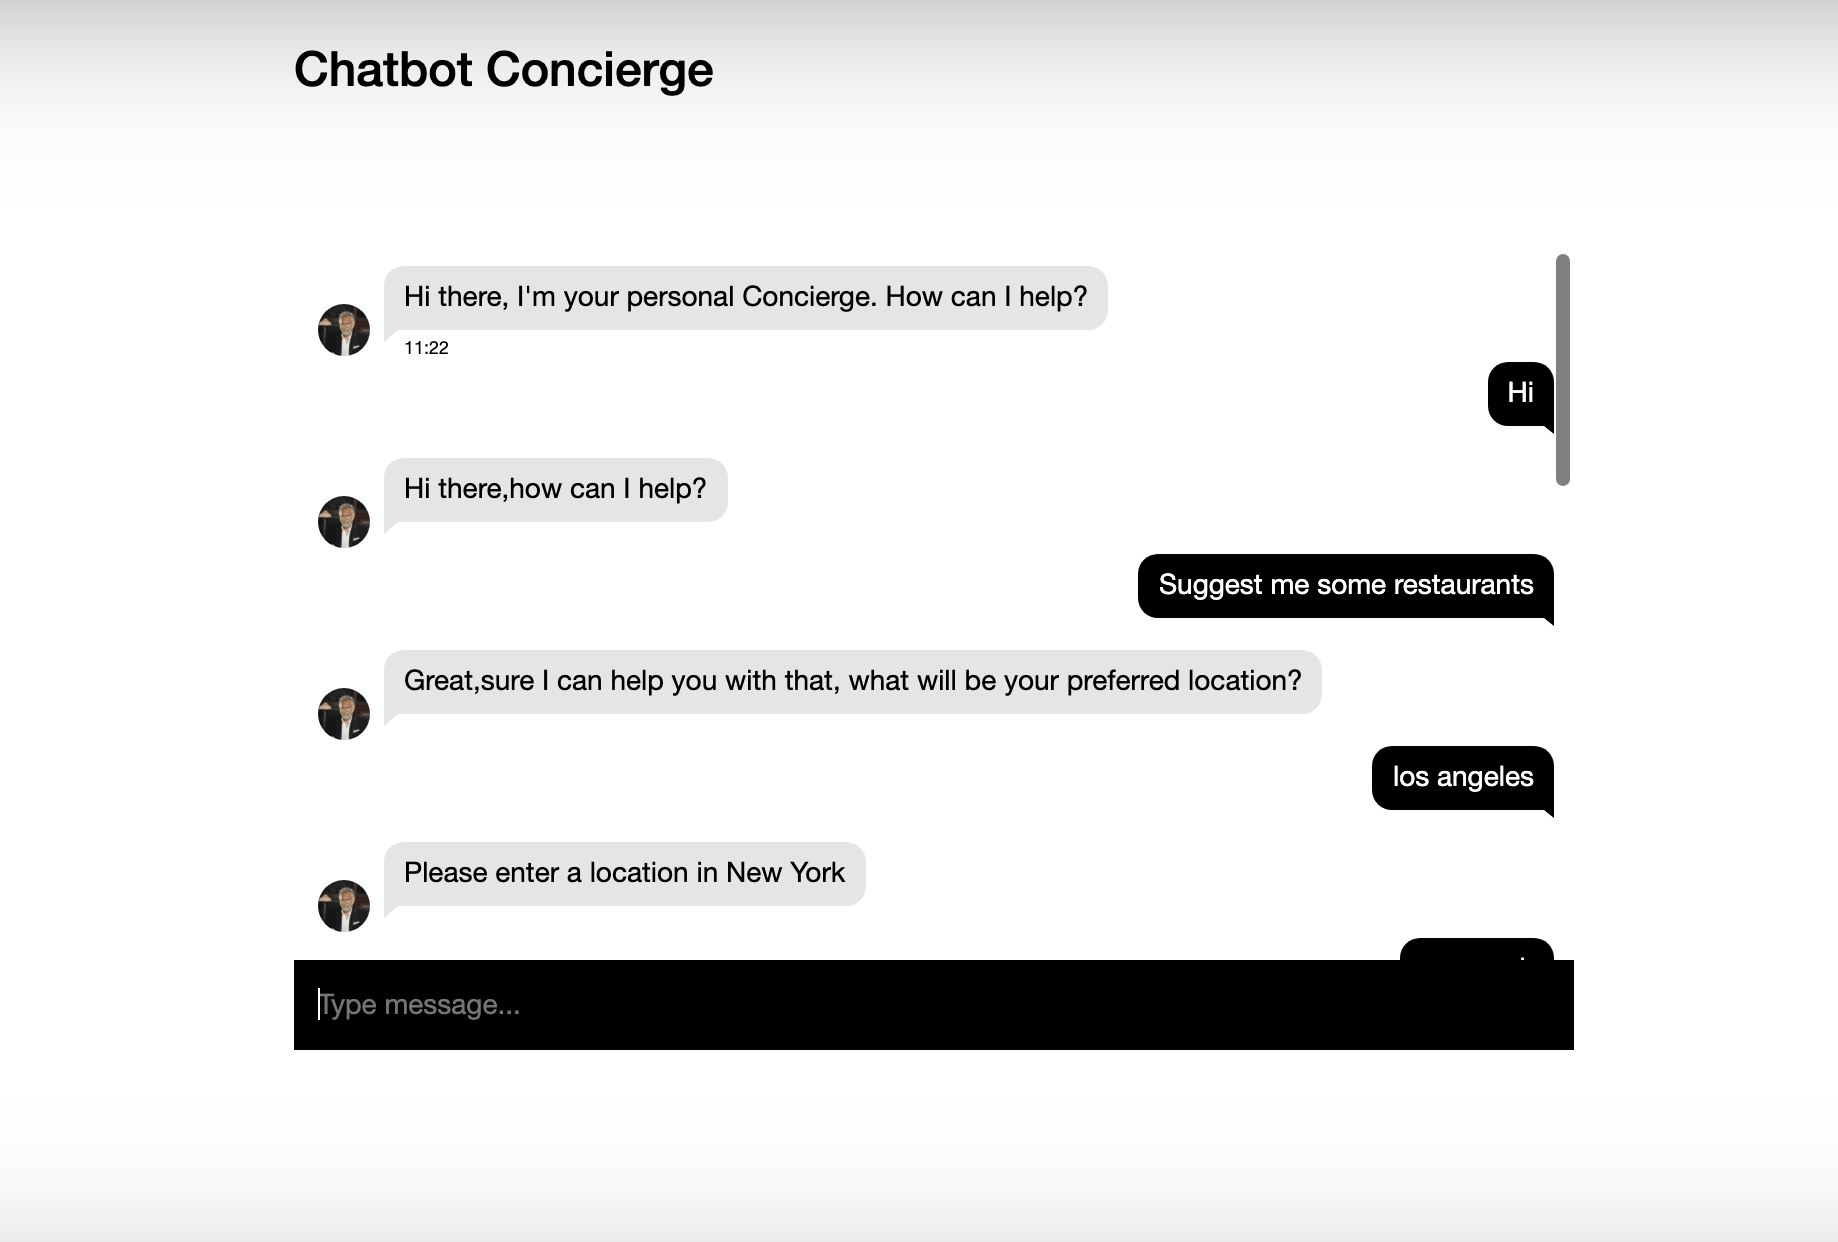 Chatbot Concierge
Hi there, I'm your personal Concierge. How can I help?
11:22
Hi
Hi there,how can I help?
Suggest me some restaurants
Great,sure I can help you with that, what will be your preferred location?
los angeles
Please enter a location in New York
Type message...